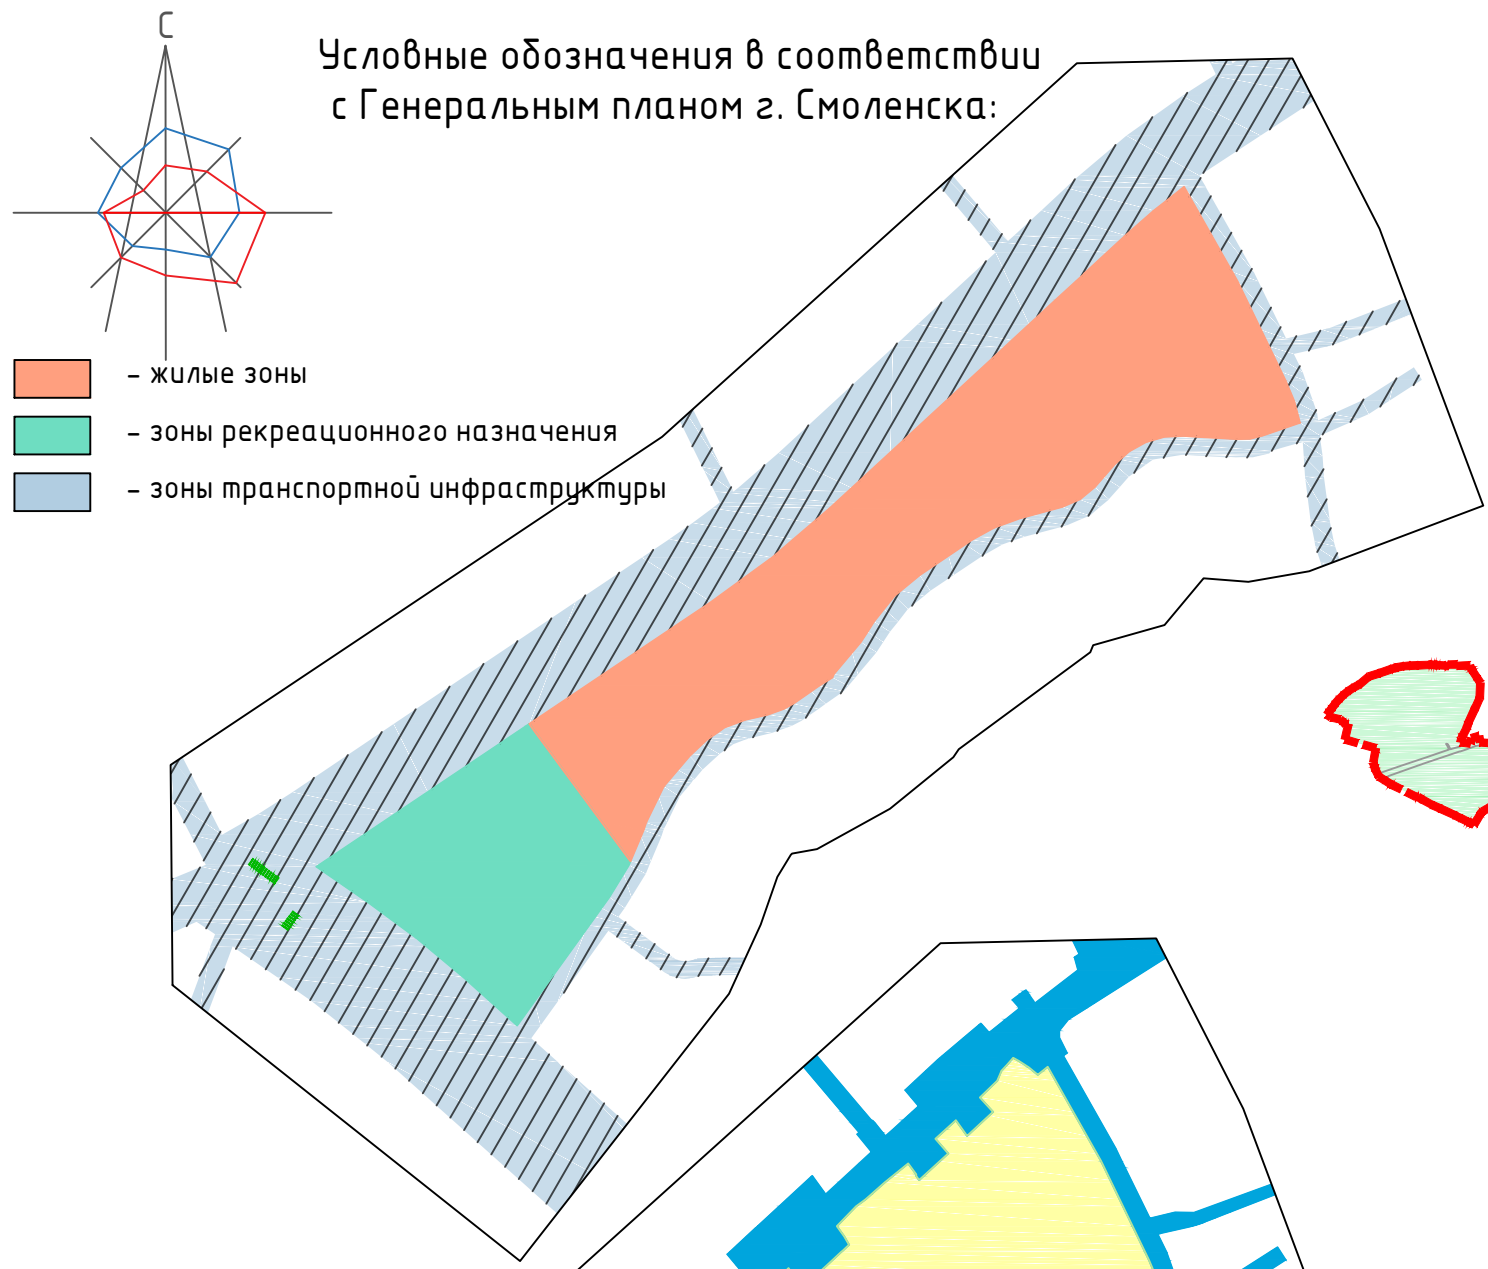 С
Условные обозначения в соответствии
с Генеральным планом г. Смоленска:
– жилые зоны
– зоны рекреационного назначения
– зоны транспортной инфраструктуры